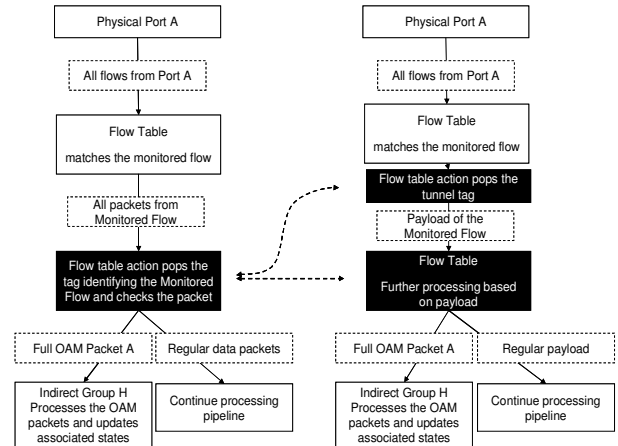 Physical Port A
All flows from Port A
Flow Table
matches the monitored flow
All packets from
Monitored Flow
Flow table action pops the
tag identifying the Monitored
Flow and checks the packet
Full OAM Packet A
Regular data packets
Indirect Group H
Processes the OAM
packets and updates
associated states
Continue processing
pipeline
Physical Port A
All flows from Port A
Flow Table
matches the monitored flow
Flow table action pops the
tunnel tag
Payload of the
Monitored Flow
Flow Table
Further processing based
on payload
Full OAM Packet A
Regular payload
Indirect Group H
Processes the OAM
packets and updates
associated states
Continue processing
pipeline